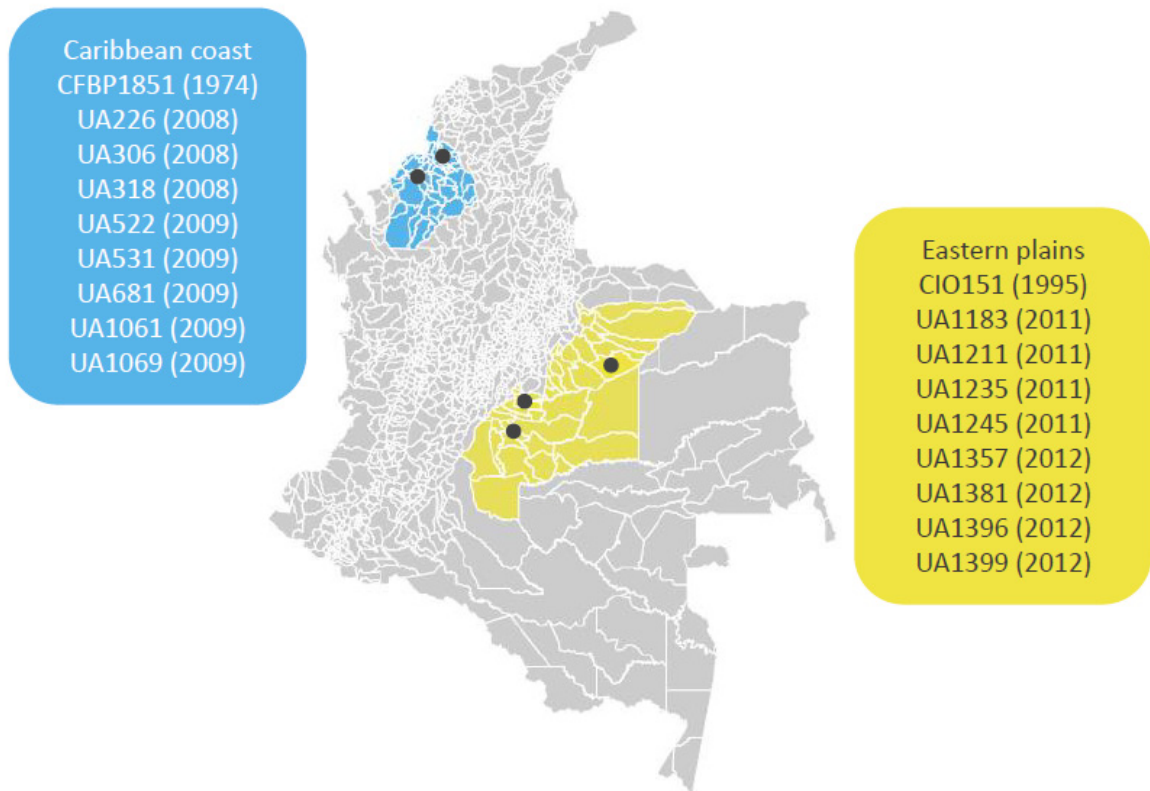 Caribbean coast
CFBP1851 (1974)
UA226 (2008)
UA306 (2008)
UA318 (2008)
UA522 (2009)
UA531 (2009)
UA681 (2009)
UA1061 (2009)
UA1069 (2009)
Eastern plains
CIO151 (1995)
UA1183 (2011)
UA1211 (2011)
UA1235 (2011)
UA1245 (2011)
UA1357 (2012)
UA1381 (2012)
UA1396 (2012)
UA1399 (2012)